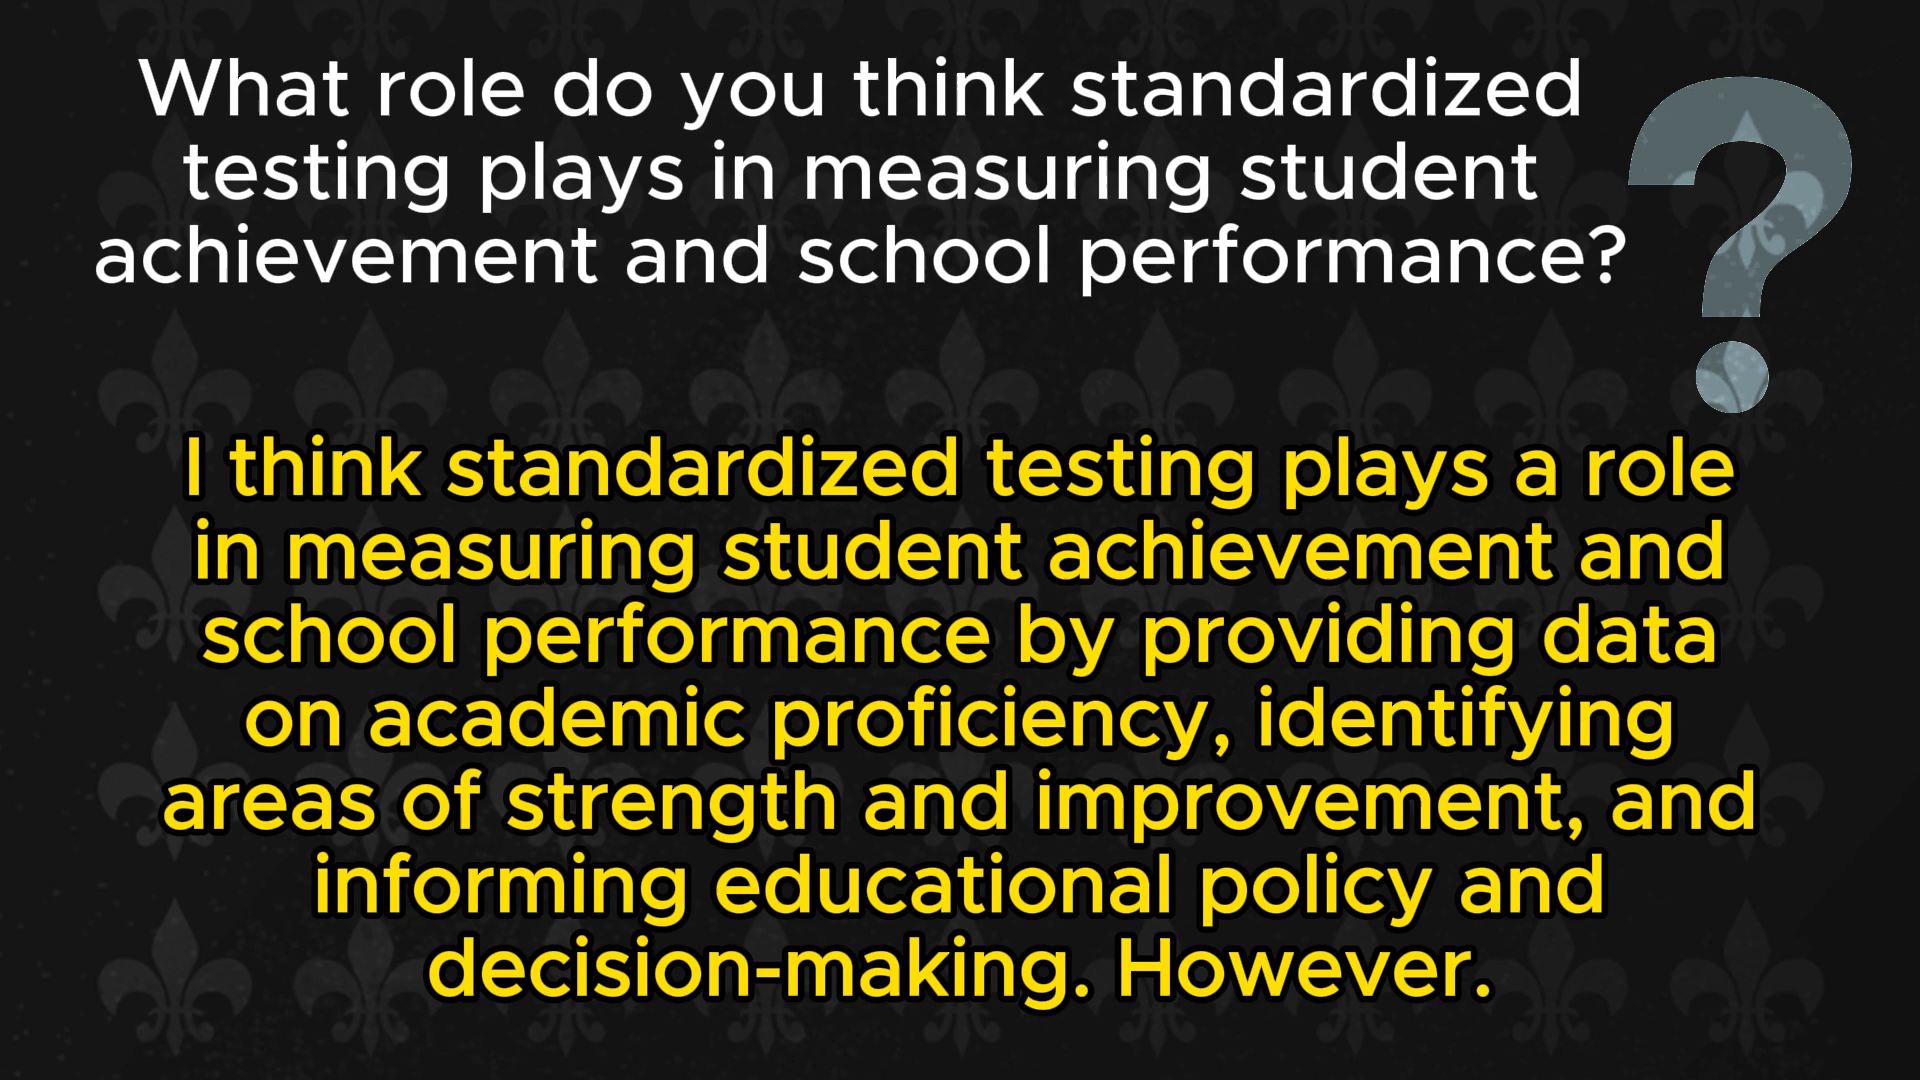 What role do you think standardized
testing plays in measuring student
achievement and school performance?
?
I think standardized testing plays a role
in measuring student achievement and
school performance by providing data
on academic proficiency, identifying
areas of strength and improvement, and
informing educational policy and
decision-making. However.